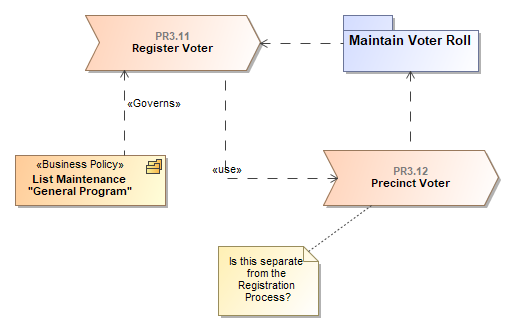 PR3.11
Register Voter
Maintain Voter Roll
«Governs»
«Business Policy»
List Maintenance
"General Program"
«use»
PR3.12
Precinct Voter
Is this separate
from the
Registration
Process?